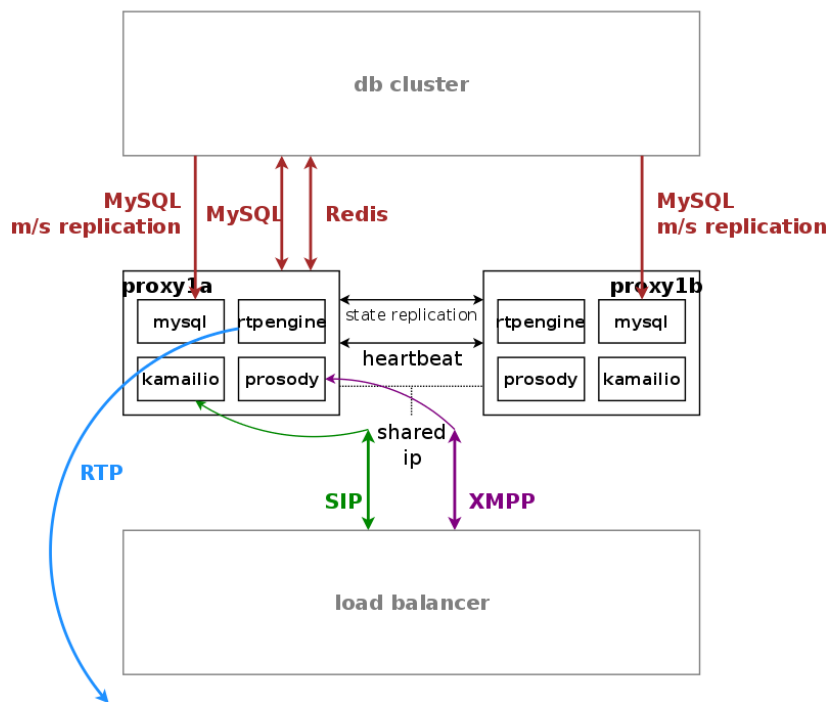 db cluster
MySQL
m/s replication
MySQL
Redis
MySQL
m/s replication
proxy1a
mysql
rtpengine
kamailio
prosody
state replication
heartbeat
proxy1b
rtpengine
mysql
prosody
kamailio
shared
ip
RTP
SIP
XMPP
load balancer